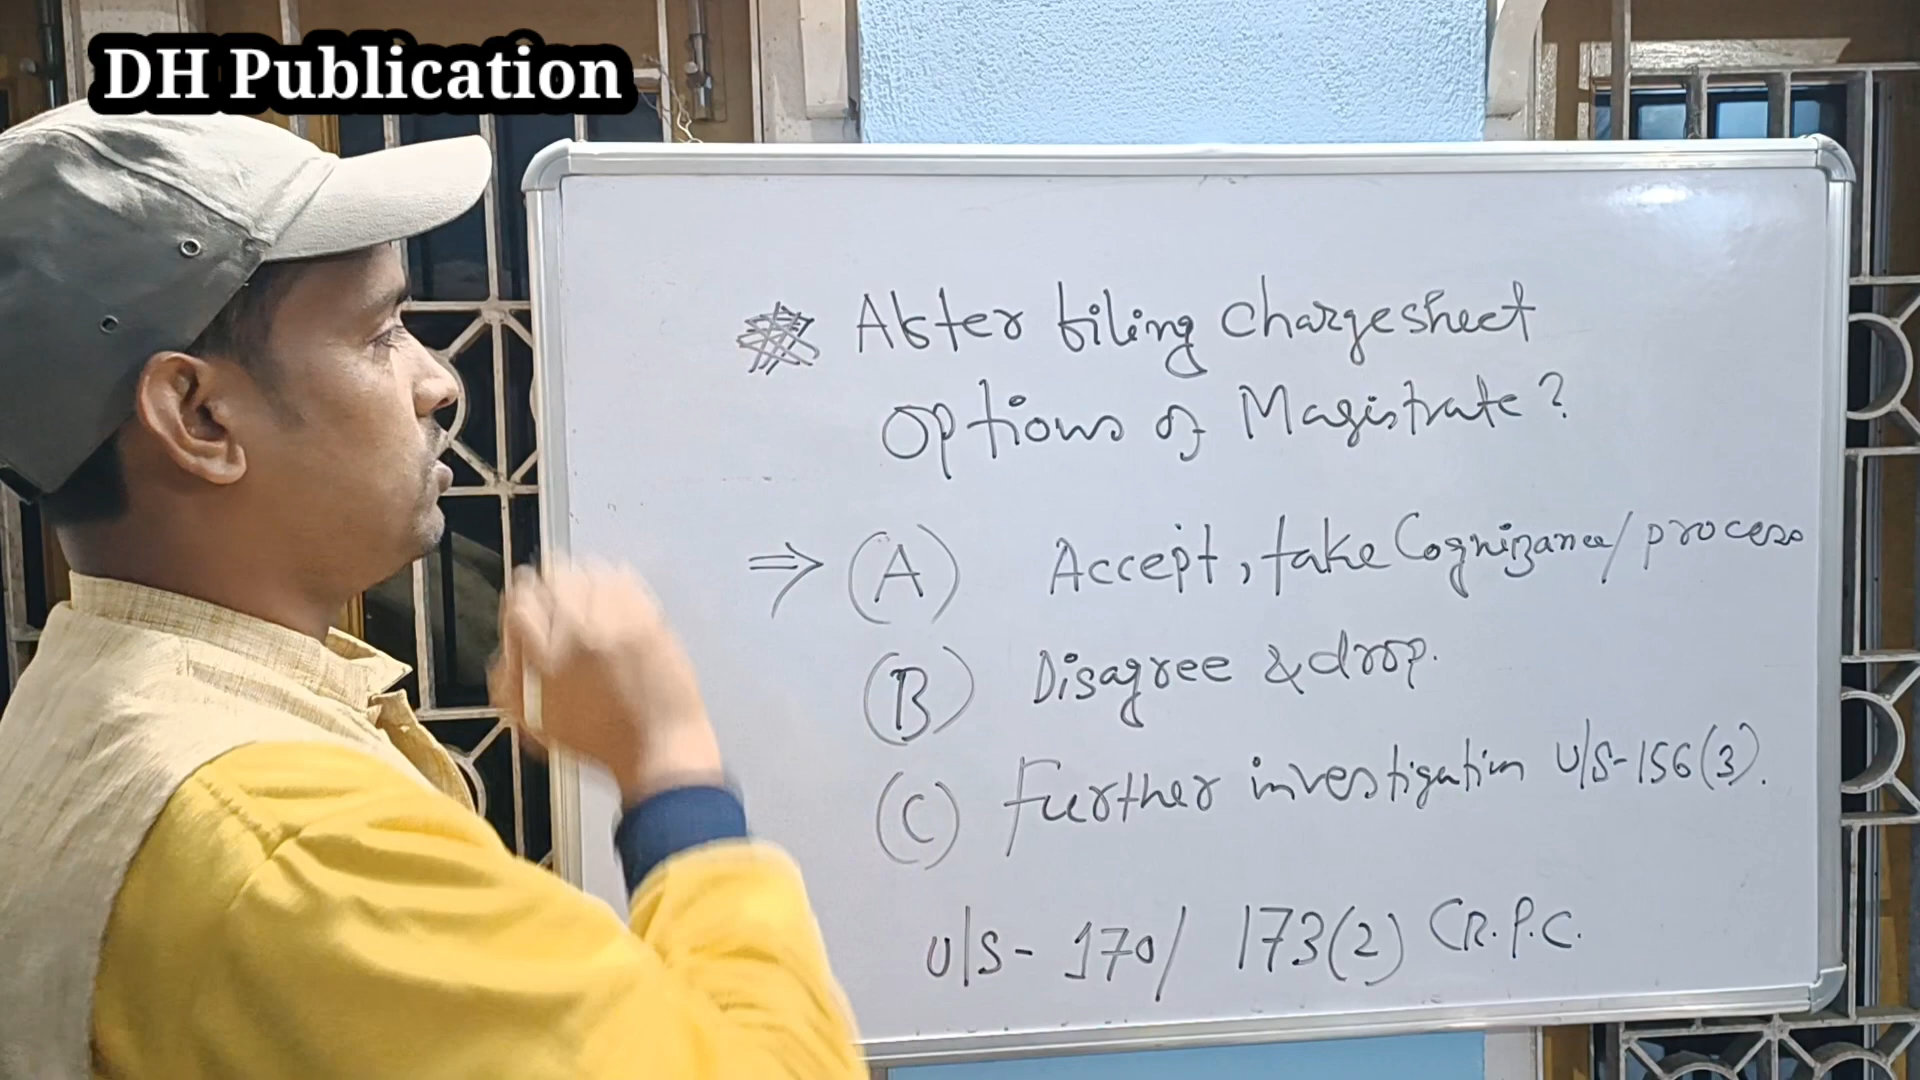 DH Publication
After filing chargesheet
options of Magistrate?
⇒ (A) Accept, take Cognizance/process
(B) Disagree & drop.
(C) Further investigation U/S-156(3).
U/S- 170/ 173(2) CR.P.C.